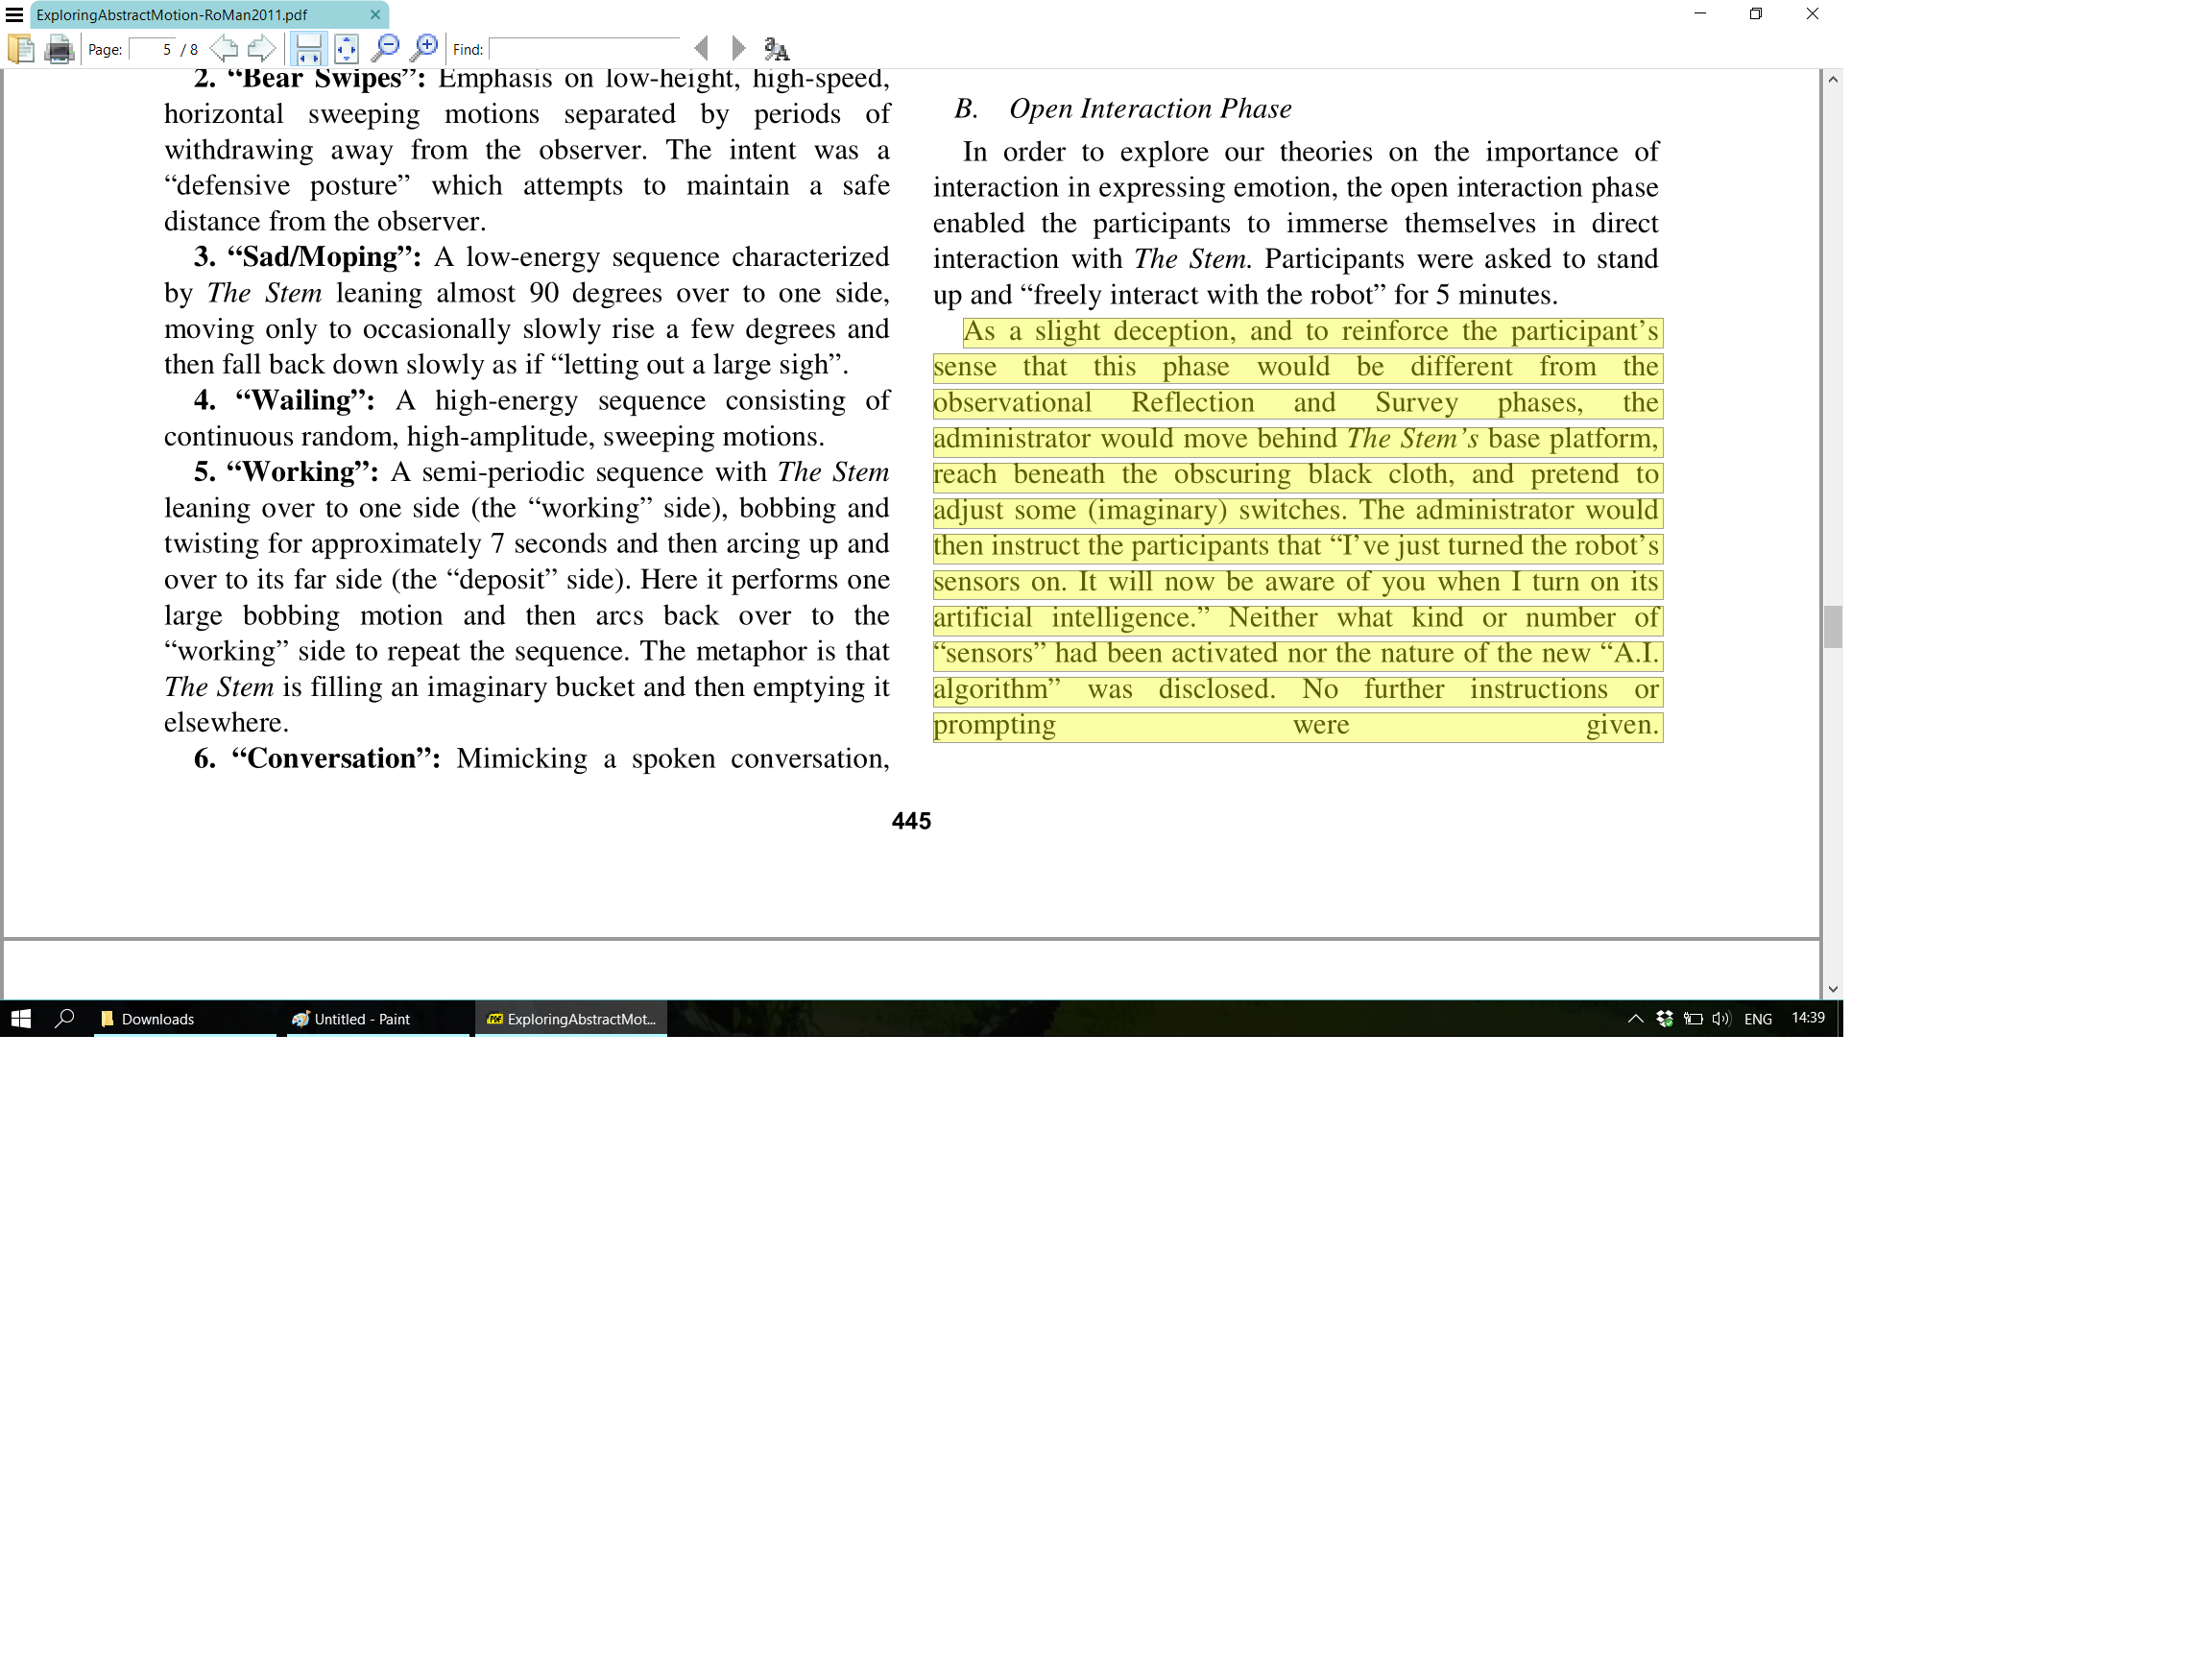 ExploringAbstractMotion-RoMan2011.pdf
Page: 5 / 8 Find:
2. “Bear Swipes”: Emphasis on low-height, high-speed,
horizontal sweeping motions separated by periods of
withdrawing away from the observer. The intent was a
“defensive posture” which attempts to maintain a safe
distance from the observer.
3. “Sad/Moping”: A low-energy sequence characterized
by The Stem leaning almost 90 degrees over to one side,
moving only to occasionally slowly rise a few degrees and
then fall back down slowly as if “letting out a large sigh”.
4. “Wailing”: A high-energy sequence consisting of
continuous random, high-amplitude, sweeping motions.
5. “Working”: A semi-periodic sequence with The Stem
leaning over to one side (the “working” side), bobbing and
twisting for approximately 7 seconds and then arcing up and
over to its far side (the “deposit” side). Here it performs one
large bobbing motion and then arcs back over to the
“working” side to repeat the sequence. The metaphor is that
The Stem is filling an imaginary bucket and then emptying it
elsewhere.
6. “Conversation”: Mimicking a spoken conversation,
B. Open Interaction Phase
In order to explore our theories on the importance of
interaction in expressing emotion, the open interaction phase
enabled the participants to immerse themselves in direct
interaction with The Stem. Participants were asked to stand
up and “freely interact with the robot” for 5 minutes.
As a slight deception, and to reinforce the participant’s
sense that this phase would be different from the
observational Reflection and Survey phases, the
administrator would move behind The Stem’s base platform,
reach beneath the obscuring black cloth, and pretend to
adjust some (imaginary) switches. The administrator would
then instruct the participants that “I’ve just turned the robot’s
sensors on. It will now be aware of you when I turn on its
artificial intelligence.” Neither what kind or number of
“sensors” had been activated nor the nature of the new “A.I.
algorithm” was disclosed. No further instructions or
prompting were given.
445
Downloads
Untitled - Paint
ExploringAbstractMot...
ENG
14:39